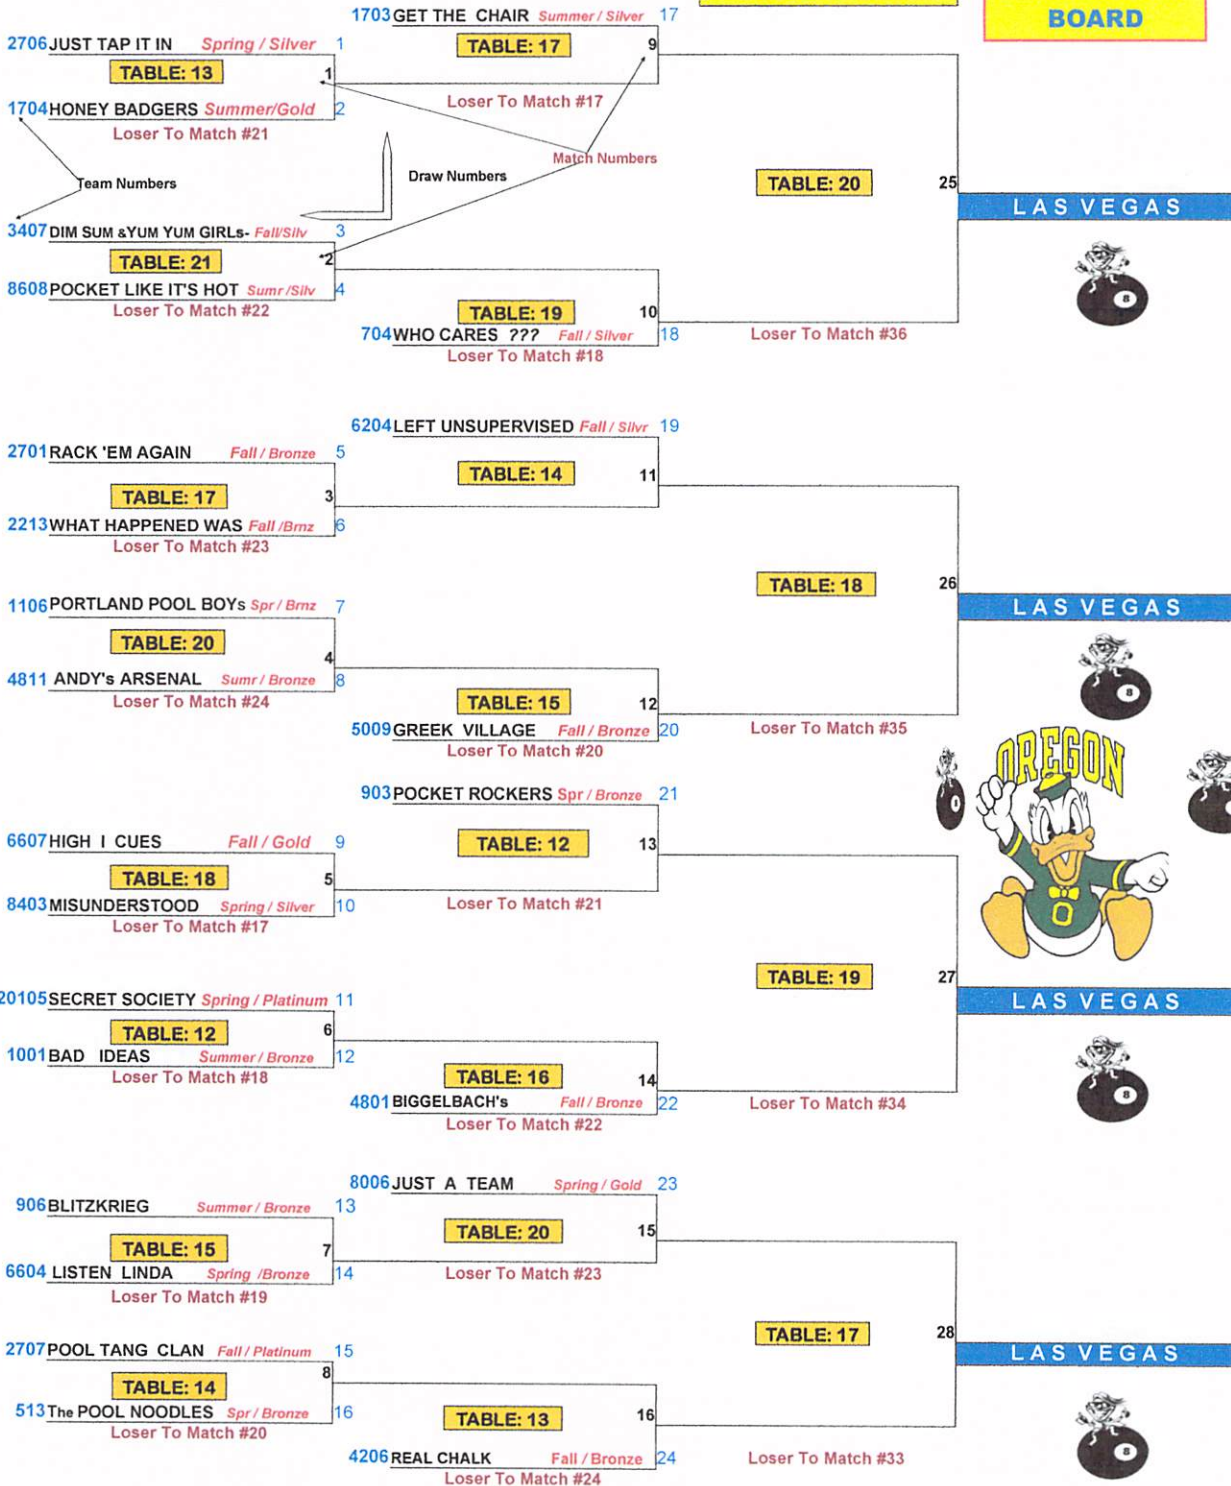 BOARD
1703 GET THE CHAIR Summer / Silver 17
2706 JUST TAP IT IN Spring / Silver 1
TABLE: 17 9
TABLE: 13 1
Loser To Match #17
1704 HONEY BADGERS Summer/Gold 2
Loser To Match #21
Match Numbers
Team Numbers
Draw Numbers
TABLE: 20 25
LAS VEGAS
3407 DIM SUM &YUM YUM GIRLs- Fall/Silv 3
TABLE: 21 2
8608 POCKET LIKE IT'S HOT Sumr /Silv 4
Loser To Match #22
TABLE: 19 10
704 WHO CARES ??? Fall / Silver 18
Loser To Match #36
Loser To Match #18
8
6204 LEFT UNSUPERVISED Fall / Silvr 19
2701 RACK 'EM AGAIN Fall / Bronze 5
TABLE: 14 11
TABLE: 17 3
2213 WHAT HAPPENED WAS Fall /Brnz 6
Loser To Match #23
TABLE: 18 26
LAS VEGAS
1106 PORTLAND POOL BOYs Spr / Brnz 7
TABLE: 20 4
4811 ANDY's ARSENAL Sumr / Bronze 8
Loser To Match #24
8
TABLE: 15 12
5009 GREEK VILLAGE Fall / Bronze 20
Loser To Match #35
Loser To Match #20
OREGON
O
8
903 POCKET ROCKERS Spr / Bronze 21
6607 HIGH I CUES Fall / Gold 9
TABLE: 12 13
TABLE: 18 5
8403 MISUNDERSTOOD Spring / Silver 10
Loser To Match #21
Loser To Match #17
TABLE: 19 27
LAS VEGAS
20105 SECRET SOCIETY Spring / Platinum 11
TABLE: 12 6
1001 BAD IDEAS Summer / Bronze 12
Loser To Match #18
TABLE: 16 14
4801 BIGGELBACH's Fall / Bronze 22
Loser To Match #34
Loser To Match #22
8
8006 JUST A TEAM Spring / Gold 23
906 BLITZKRIEG Summer / Bronze 13
TABLE: 20 15
TABLE: 15 7
6604 LISTEN LINDA Spring /Bronze 14
Loser To Match #23
Loser To Match #19
TABLE: 17 28
LAS VEGAS
2707 POOL TANG CLAN Fall / Platinum 15
8
TABLE: 14
513 The POOL NOODLES Spr / Bronze 16
Loser To Match #20
TABLE: 13 16
4206 REAL CHALK Fall / Bronze 24
Loser To Match #33
Loser To Match #24
8